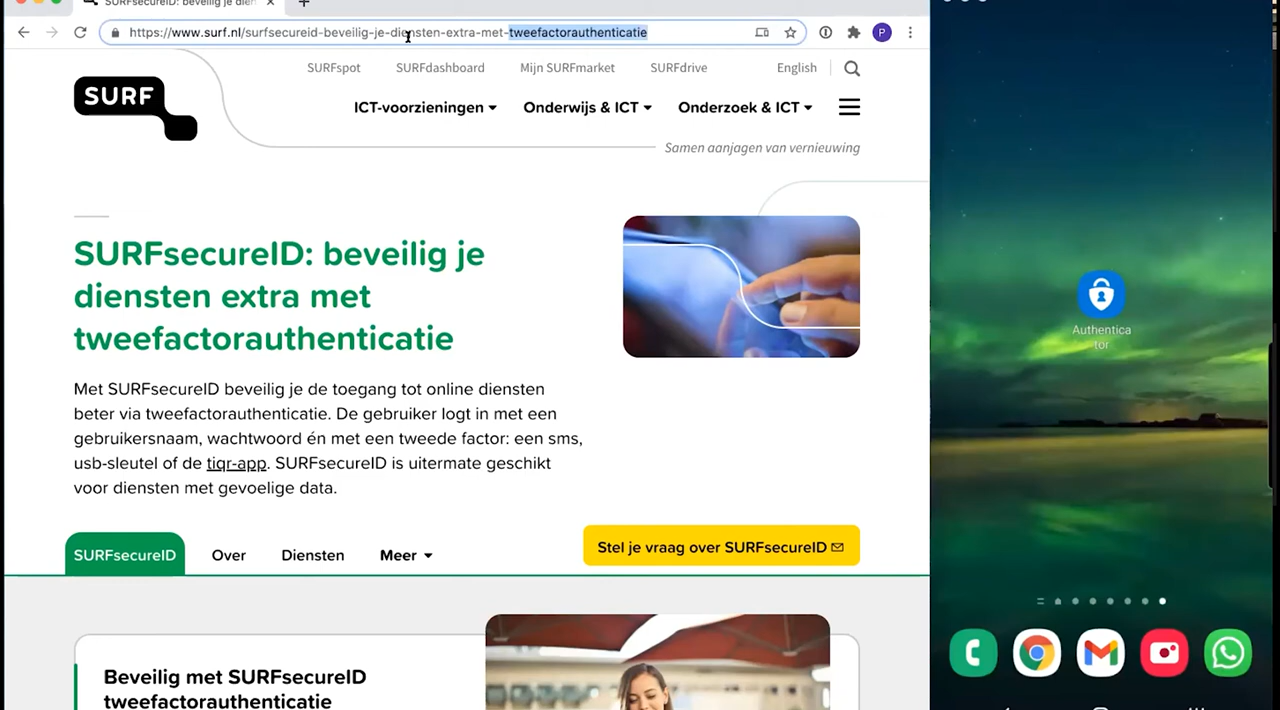 SURFsecureID: beveilig je dien
https://www.surf.nl/surfsecureid-beveilig-je-diensten-extra-met-tweefactorauthenticatie
P
SURFspot SURFdashboard Mijn SURFmarket SURFdrive English
SURF
ICT-voorzieningen Onderwijs & ICT Onderzoek & ICT
Samen aanjagen van vernieuwing
SURFsecureID: beveilig je
diensten extra met
tweefactorauthenticatie
Met SURFsecureID beveilig je de toegang tot online diensten
beter via tweefactorauthenticatie. De gebruiker logt in met een
gebruikersnaam, wachtwoord én met een tweede factor: een sms,
usb-sleutel of de tiqr-app. SURFsecureID is uitermate geschikt
voor diensten met gevoelige data.
SURFsecureID Over Diensten Meer
Stel je vraag over SURFsecureID
Beveilig met SURFsecureID
tweefactorauthenticatie
Authentica
tor